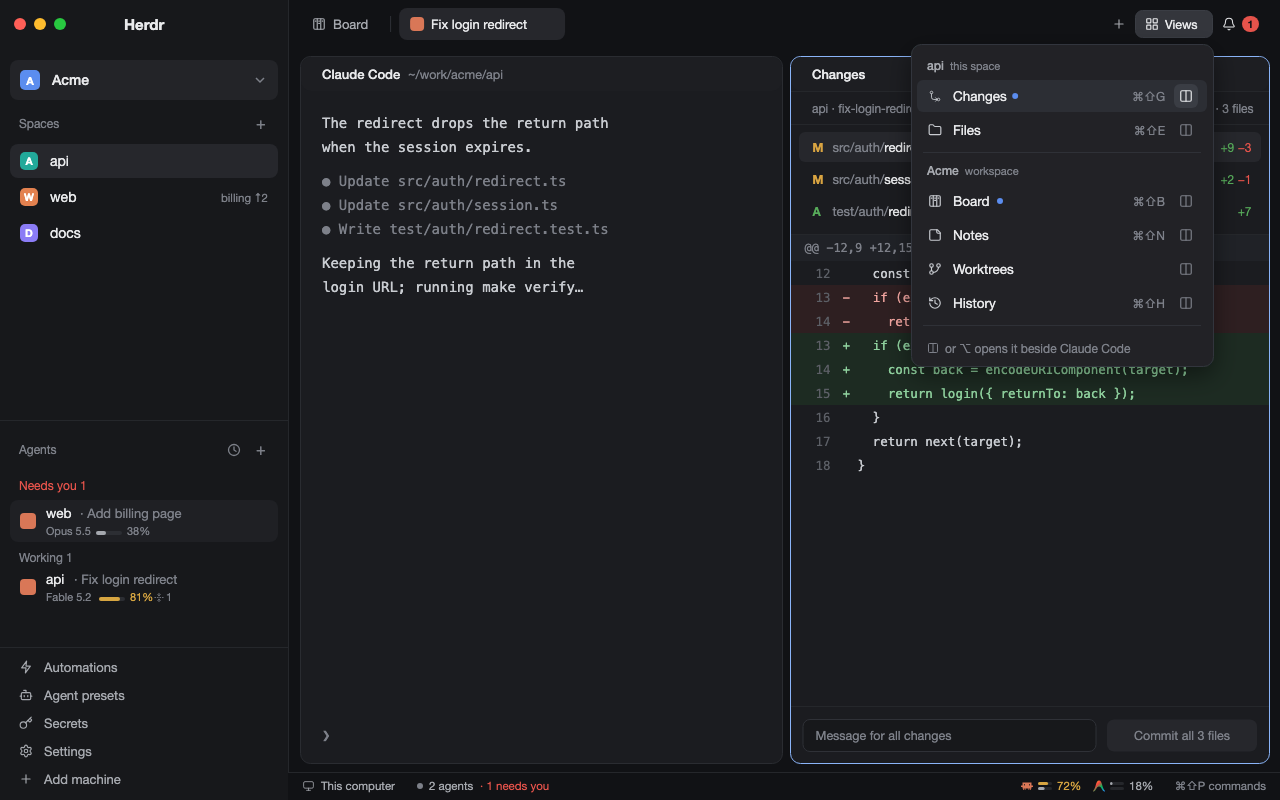 Herdr
Board
Fix login redirect
Views
1
A Acme
Spaces
A api
W web billing ↑2
D docs
Agents
Needs you 1
web · Add billing page
Opus 5.5 38%
Working 1
api · Fix login redirect
Fable 5.2 81% 1
Automations
Agent presets
Secrets
Settings
Add machine
Claude Code ~/work/acme/api
The redirect drops the return path
when the session expires.
● Update src/auth/redirect.ts
● Update src/auth/session.ts
● Write test/auth/redirect.test.ts
Keeping the return path in the
login URL; running make verify…
❯
Changes
api · fix-login-redir · 3 files
M src/auth/redir +9 −3
M src/auth/sess +2 −1
A test/auth/redi +7
@@ −12,9 +12,15
12 const
13 − if (e
14 − ret
13 + if (e
14 + const back = encodeURIComponent(target);
15 + return login({ returnTo: back });
16 }
17 return next(target);
18 }
Message for all changes
Commit all 3 files
api this space
Changes ⌘⇧G
Files ⌘⇧E
Acme workspace
Board ⌘⇧B
Notes ⌘⇧N
Worktrees
History ⌘⇧H
or ⌥ opens it beside Claude Code
This computer
2 agents · 1 needs you
72%
18%
⌘⇧P commands